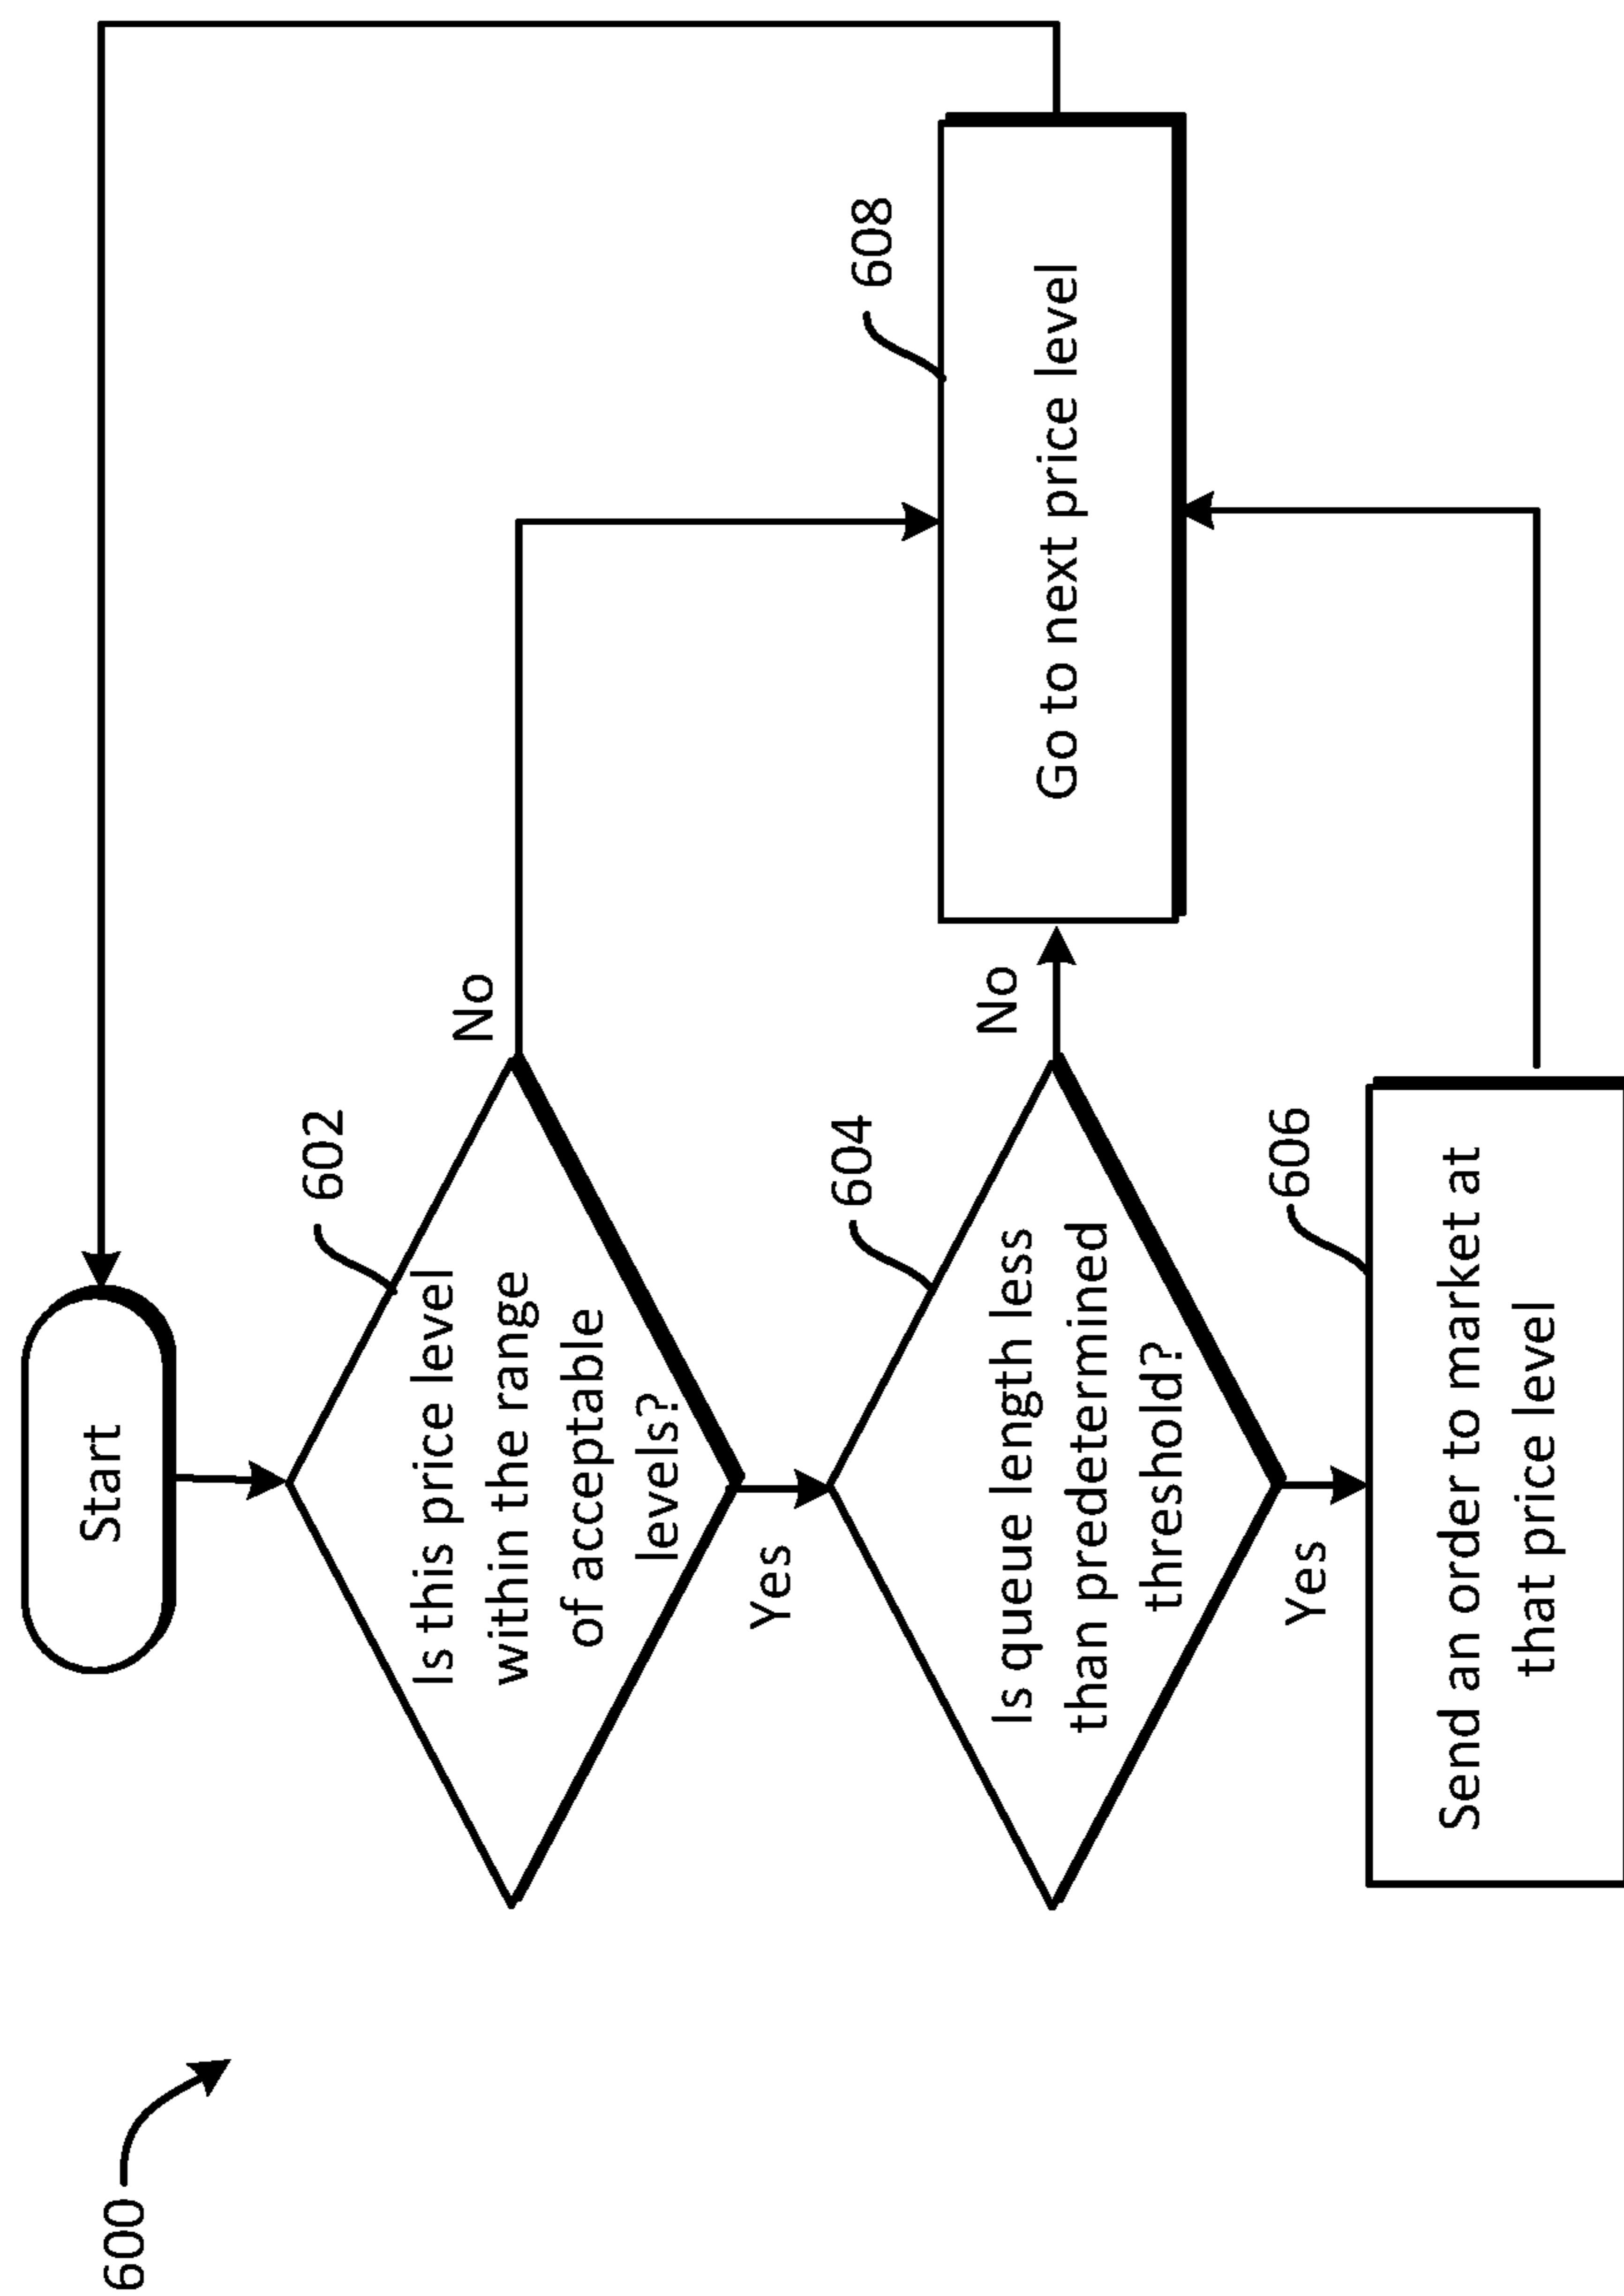 600
Start
602
Is this price level
within the range
of acceptable
levels?
No
Yes
604
Is queue length less
than predetermined
threshold?
No
608
Go to next price level
Yes
606
Send an order to market at
that price level